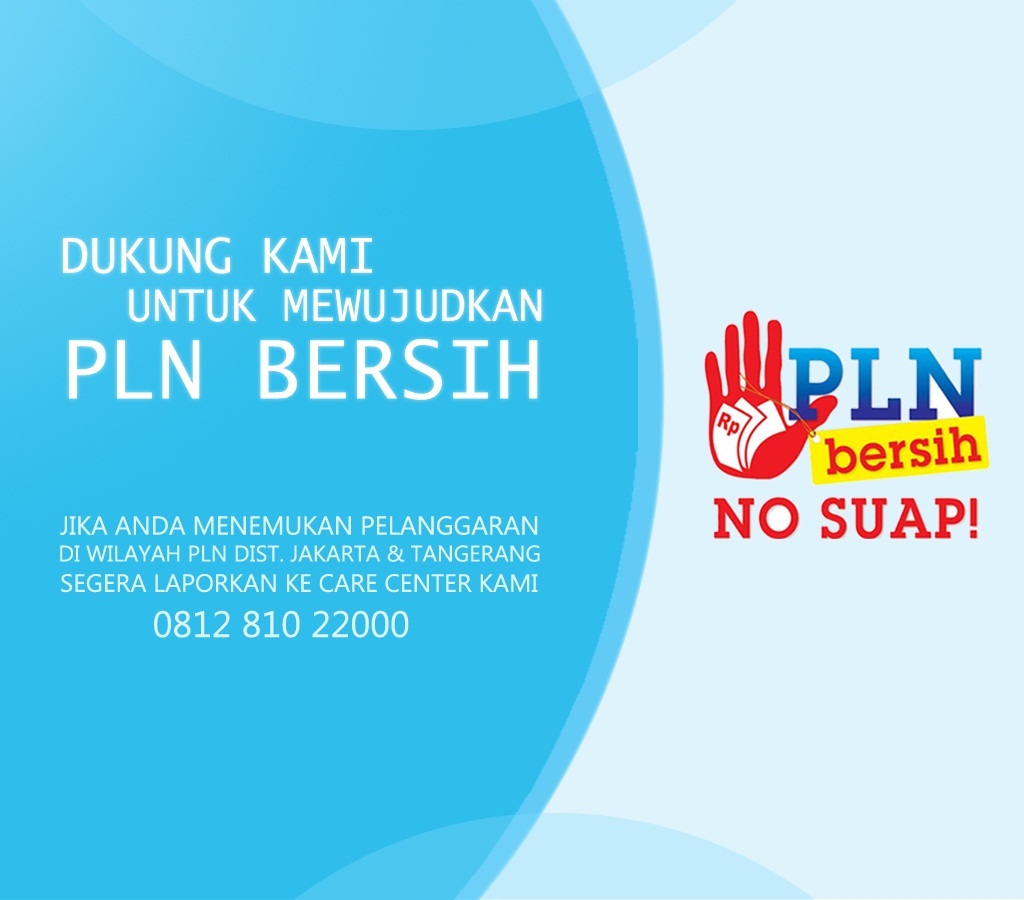 DUKUNG KAMI
UNTUK MEWUJUDKAN
PLN BERSIH
JIKA ANDA MENEMUKAN PELANGGARAN
DI WILAYAH PLN DIST. JAKARTA & TANGERANG
SEGERA LAPORKAN KE CARE CENTER KAMI
0812 810 22000
Rp
PLN
bersih
NO SUAP!